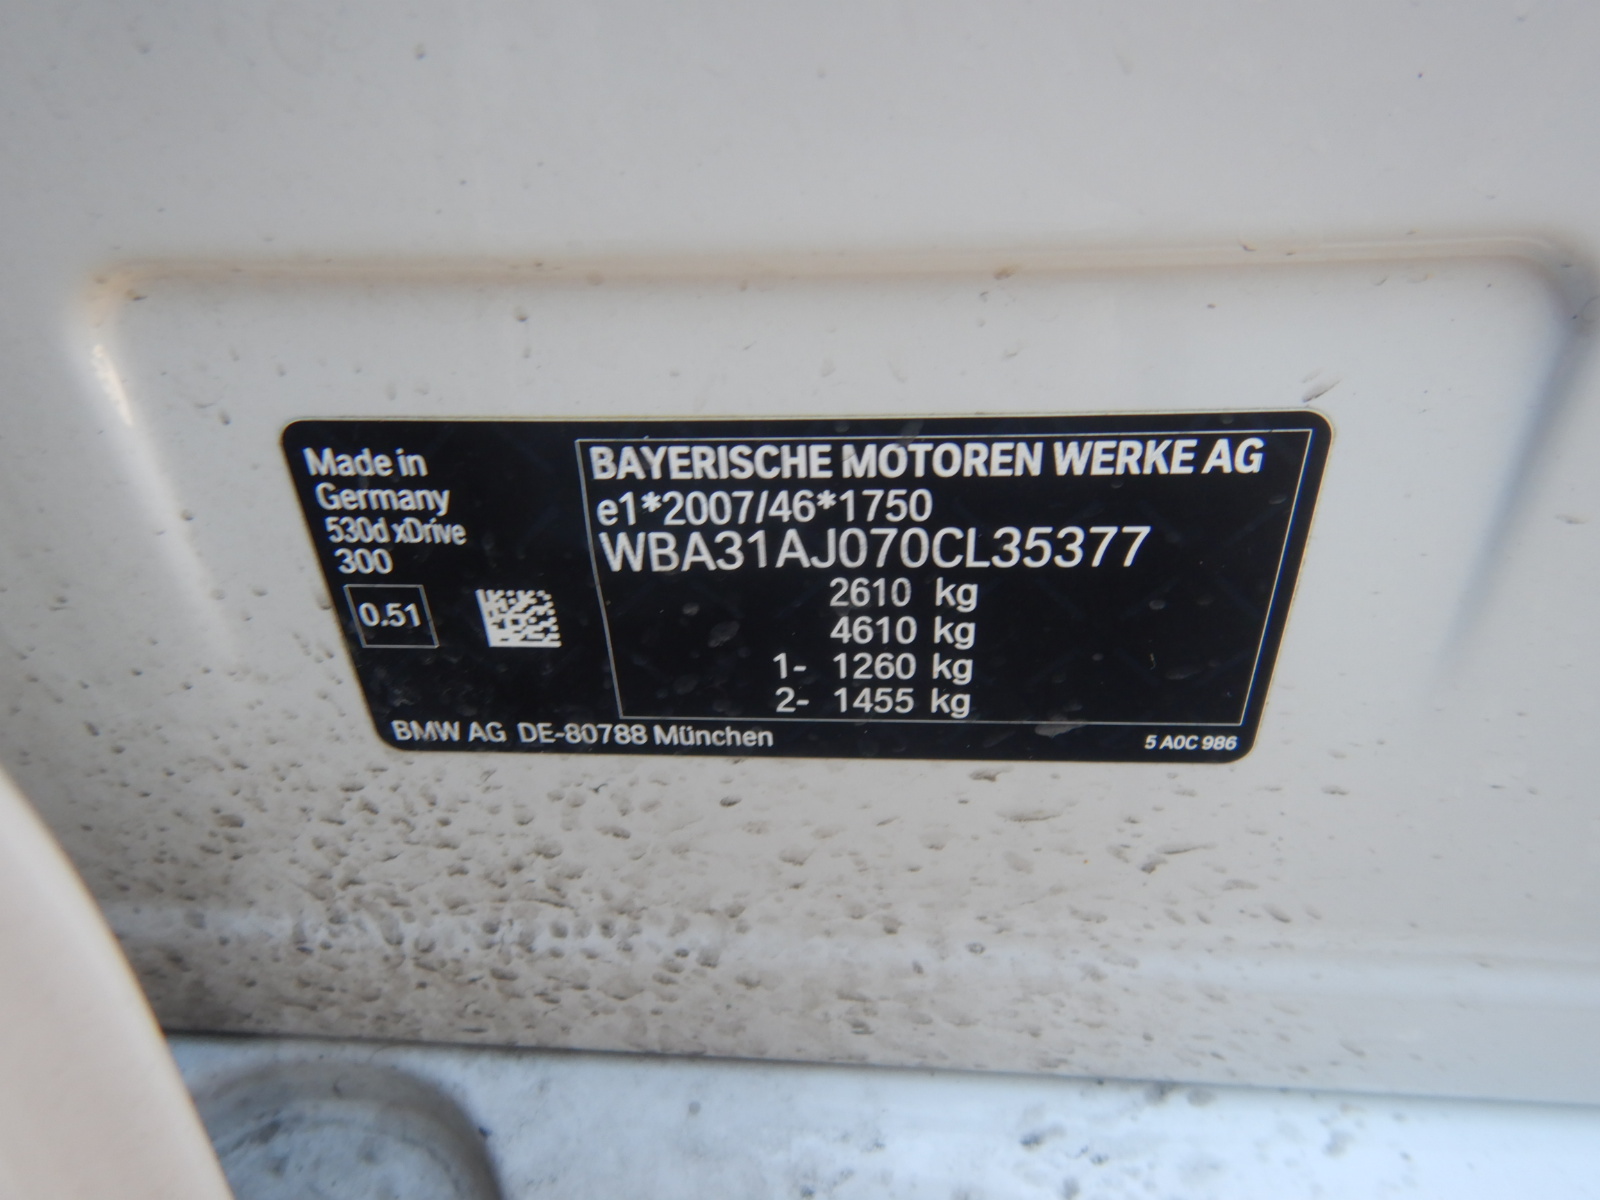 Made in
Germany
530d xDrive
300
0.51
BAYERISCHE MOTOREN WERKE AG
e1*2007/46*1750
WBA31AJ070CL35377
2610 kg
4610 kg
1- 1260 kg
2- 1455 kg
BMW AG DE-80788 München
5 A0C 986